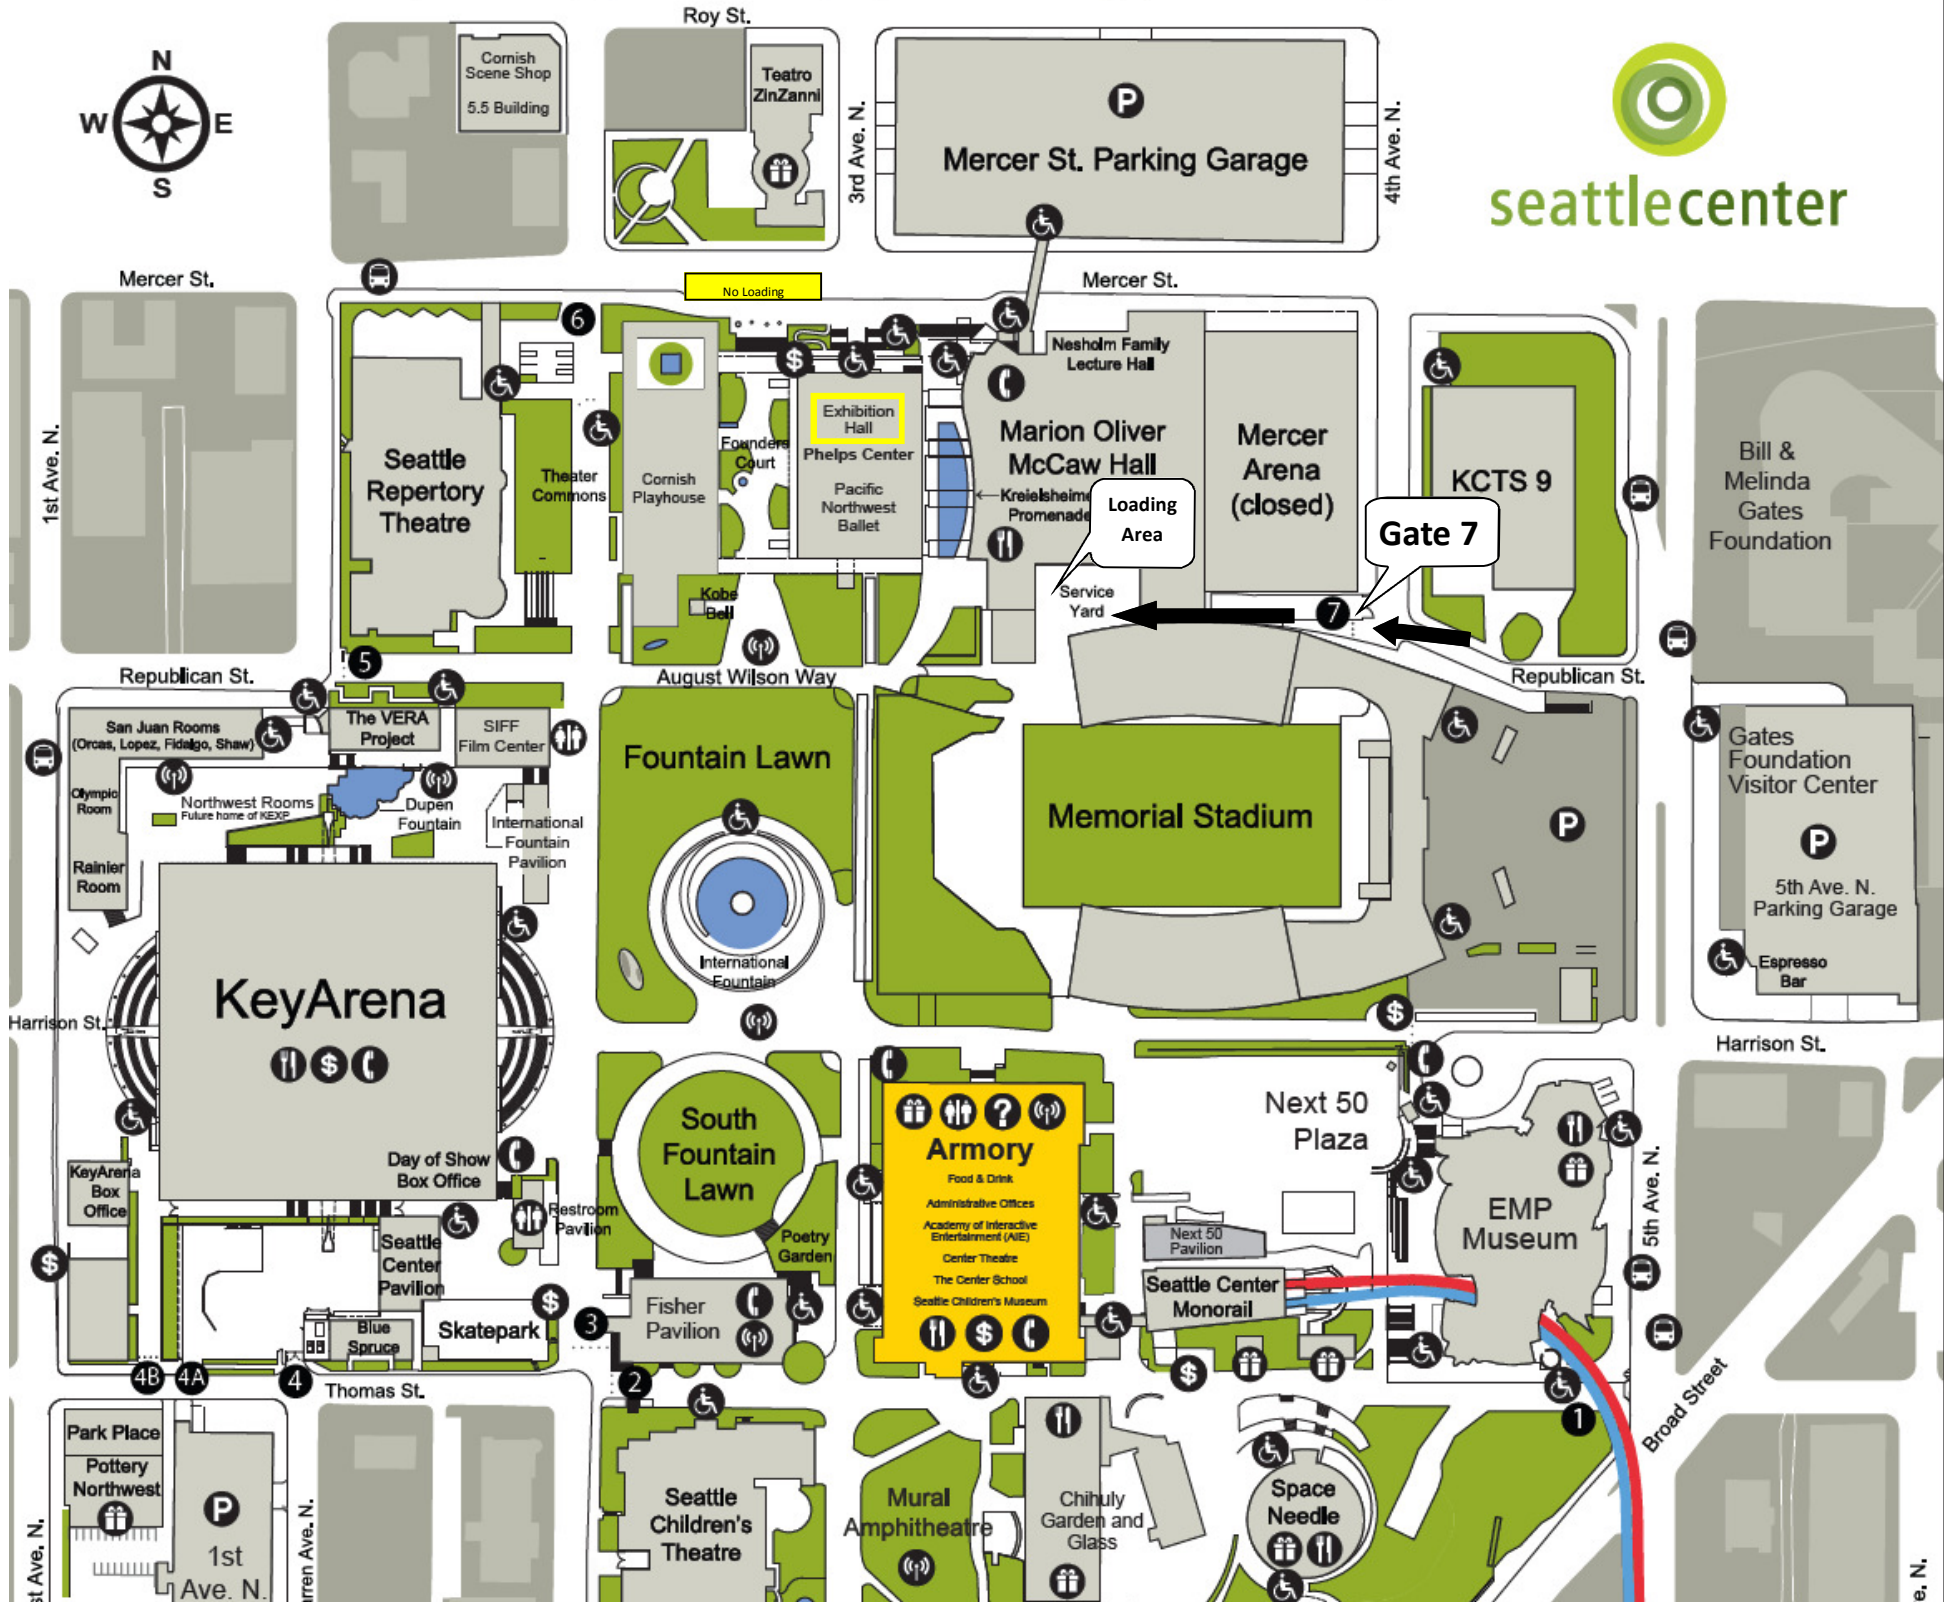 Roy St.
N
W
E
S
Cornish
Scene Shop
5.5 Building
Teatro
ZinZanni
3rd Ave. N.
P
Mercer St. Parking Garage
4th Ave. N.
seattlecenter
Mercer St.
No Loading
Mercer St.
6
Nesholm Family
Lecture Hall
$
1st Ave. N.
Seattle
Repertory
Theatre
Theater
Commons
Cornish
Playhouse
Founders
Court
Exhibition
Hall
Phelps Center
Pacific
Northwest
Ballet
Marion Oliver
McCaw Hall
Kreielsheime
Promenade
Loading
Area
Mercer
Arena
(closed)
Gate 7
KCTS 9
Bill &
Melinda
Gates
Foundation
Kobe
Bell
Service
Yard
7
5
Republican St.
August Wilson Way
Republican St.
San Juan Rooms
(Orcas, Lopez, Fidalgo, Shaw)
The VERA
Project
SIFF
Film Center
Olympic
Room
Northwest Rooms
Future home of KEXP
Dupen
Fountain
International
Fountain
Pavilion
Rainier
Room
Fountain Lawn
International
Fountain
Memorial Stadium
P
Gates
Foundation
Visitor Center
P
5th Ave. N.
Parking Garage
Espresso
Bar
KeyArena
$
Harrison St.
$
Harrison St.
South
Fountain
Lawn
Poetry
Garden
?
Armory
Food & Drink
Administrative Offices
Academy of Interactive
Entertainment (AIE)
Center Theatre
The Center School
Seattle Children's Museum
$
Next 50
Plaza
Next 50
Pavilion
Seattle Center
Monorail
$
EMP
Museum
5th Ave. N.
Day of Show
Box Office
KeyArena
Box
Office
$
Restroom
Pavilion
Seattle
Center
Pavilion
Blue
Spruce
Skatepark
$
3
Fisher
Pavilion
4B
4A
4
Thomas St.
2
1
Broad Street
Park Place
Pottery
Northwest
P
1st
Ave. N.
st Ave. N.
rren Ave. N.
Seattle
Children's
Theatre
Mural
Amphitheatre
Chihuly
Garden and
Glass
Space
Needle
e. N.